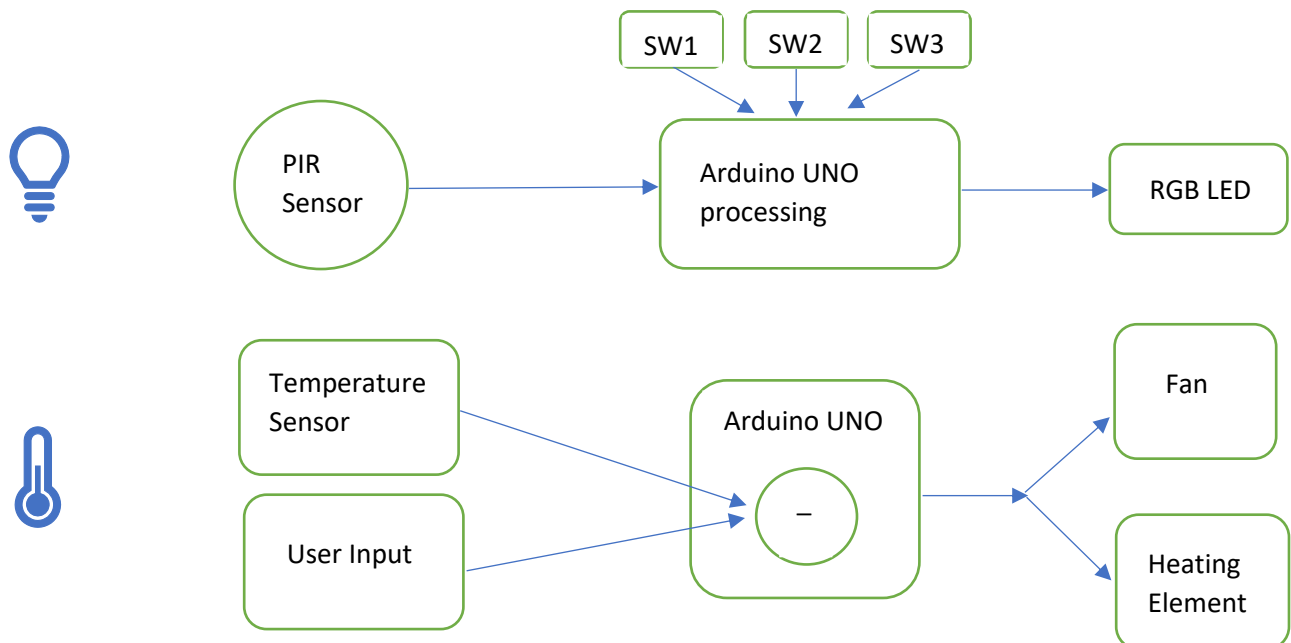 SW1
SW2
SW3
PIR
Sensor
Arduino UNO
processing
RGB LED
Temperature
Sensor
User Input
Arduino UNO
–
Fan
Heating
Element